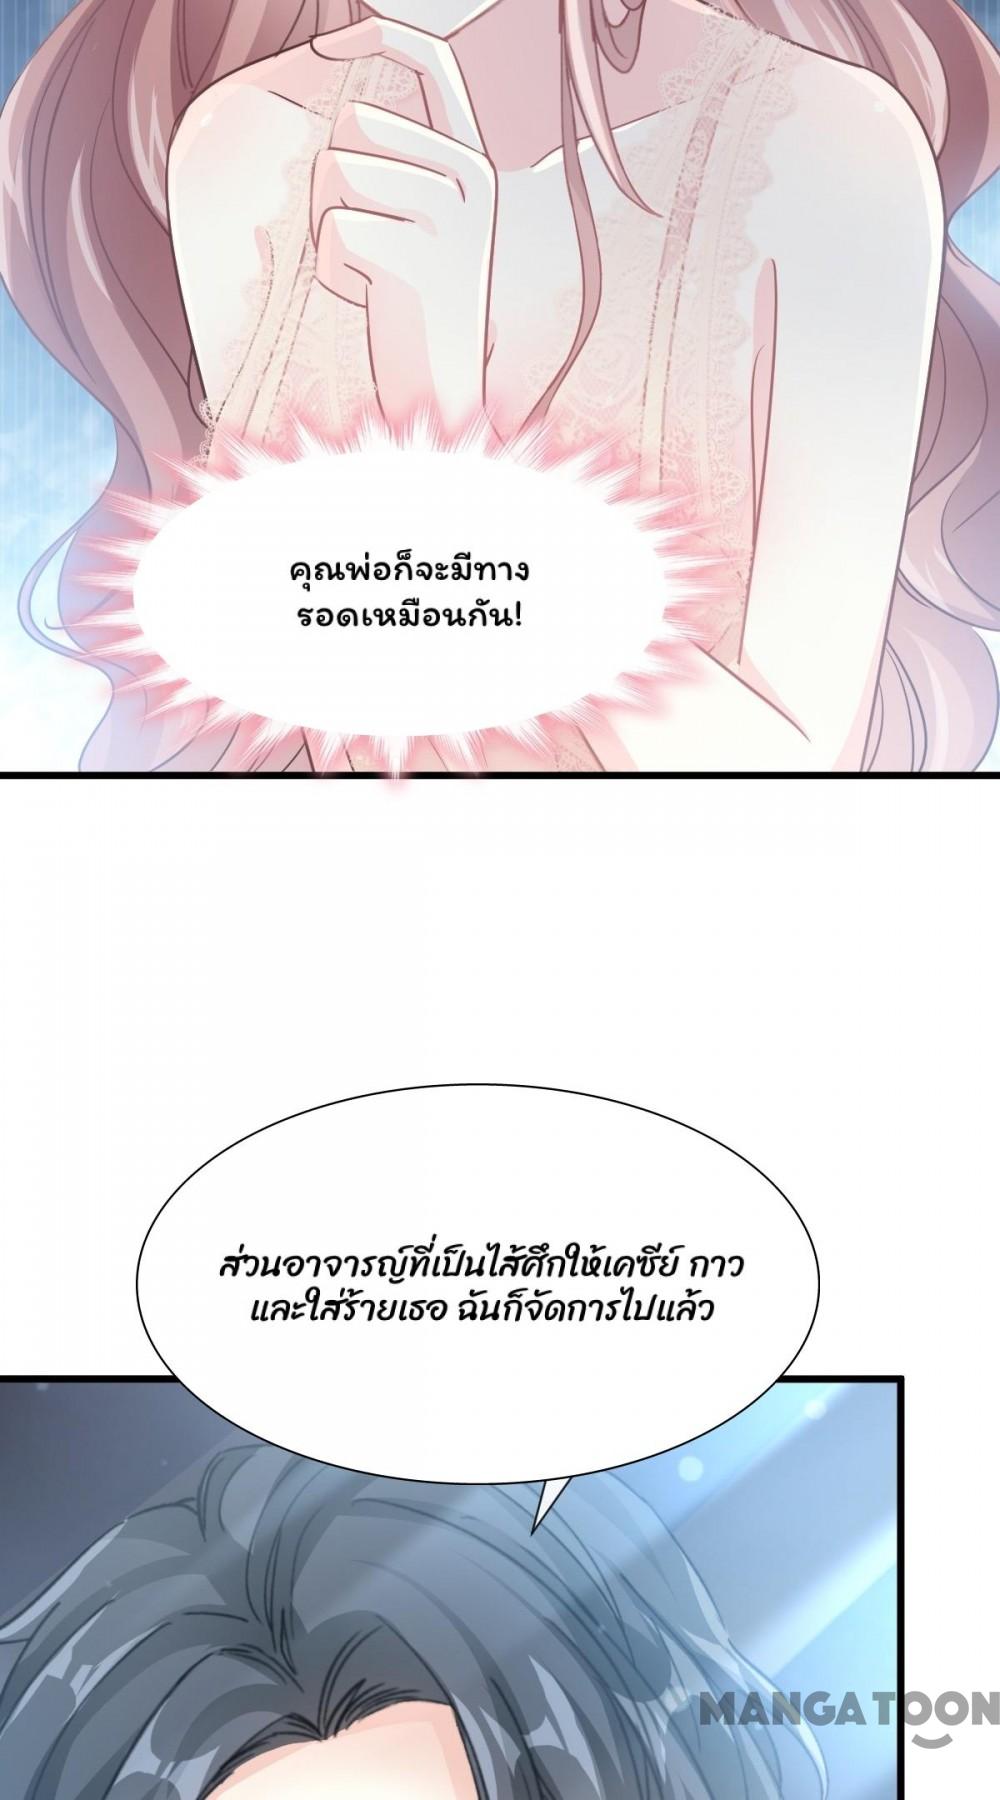 คุณพ่อก็จะมีทาง
รอดเหมือนกัน!
ส่วนอาจารณ์ที่เป็นไส้ศึกให้เคซีย์ กาว
และใส่ร้ายเธอ ฉันก็จัดการไปแล้ว
MANGATOON